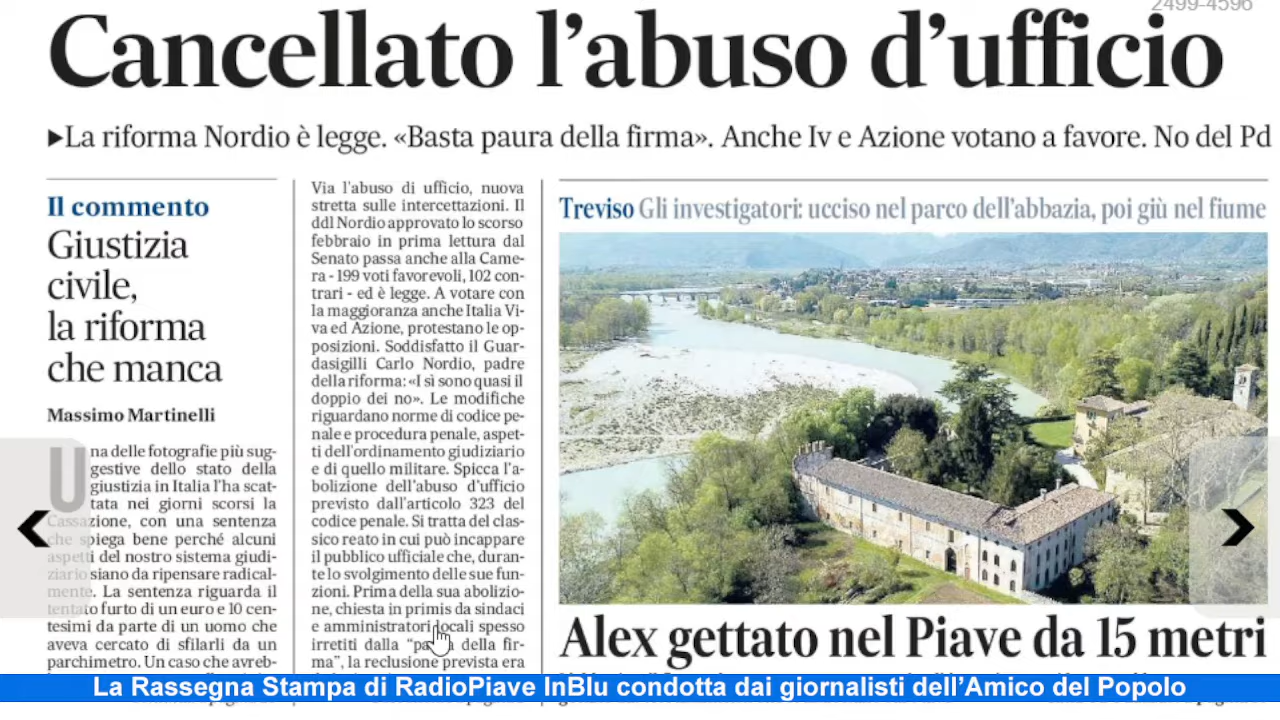 2499-4596
Cancellato l'abuso d'ufficio
▸La riforma Nordio è legge. «Basta paura della firma». Anche Iv e Azione votano a favore. No del Pd
Il commento
Giustizia
civile,
la riforma
che manca
Massimo Martinelli
Una delle fotografie più sug-
gestive dello stato della
giustizia in Italia l'ha scat-
tata nei giorni scorsi la
Cassazione, con una sentenza
che spiega bene perché alcuni
aspetti del nostro sistema giudi-
ziario siano da ripensare radical-
mente. La sentenza riguarda il
tentato furto di un euro e 10 cen-
tesimi da parte di un uomo che
aveva cercato di sfilarli da un
parchimetro. Un caso che avreb-
Via l'abuso di ufficio, nuova
stretta sulle intercettazioni. Il
ddl Nordio approvato lo scorso
febbraio in prima lettura dal
Senato passa anche alla Came-
ra - 199 voti favorevoli, 102 con-
trari - ed è legge. A votare con
la maggioranza anche Italia Vi-
va ed Azione, protestano le op-
posizioni. Soddisfatto il Guar-
dasigilli Carlo Nordio, padre
della riforma: «I sì sono quasi il
doppio dei no». Le modifiche
riguardano norme di codice pe-
nale e procedura penale, aspet-
ti dell'ordinamento giudiziario
e di quello militare. Spicca l'a-
bolizione dell'abuso d'ufficio
previsto dall'articolo 323 del
codice penale. Si tratta del clas-
sico reato in cui può incappare
il pubblico ufficiale che, duran-
te lo svolgimento delle sue fun-
zioni. Prima della sua abolizio-
ne, chiesta in primis da sindaci
e amministratori locali spesso
irretiti dalla “paura della fir-
ma”, la reclusione prevista era
Treviso Gli investigatori: ucciso nel parco dell'abbazia, poi giù nel fiume
Alex gettato nel Piave da 15 metri
La Rassegna Stampa di RadioPiave InBlu condotta dai giornalisti dell'Amico del Popolo